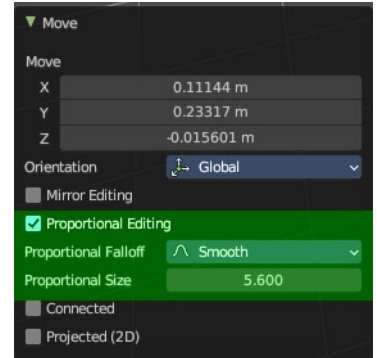 Move
Move
X 0.11144 m
Y 0.23317 m
Z -0.015601 m
Orientation Global
Mirror Editing
Proportional Editing
Proportional Falloff Smooth
Proportional Size 5.600
Connected
Projected (2D)